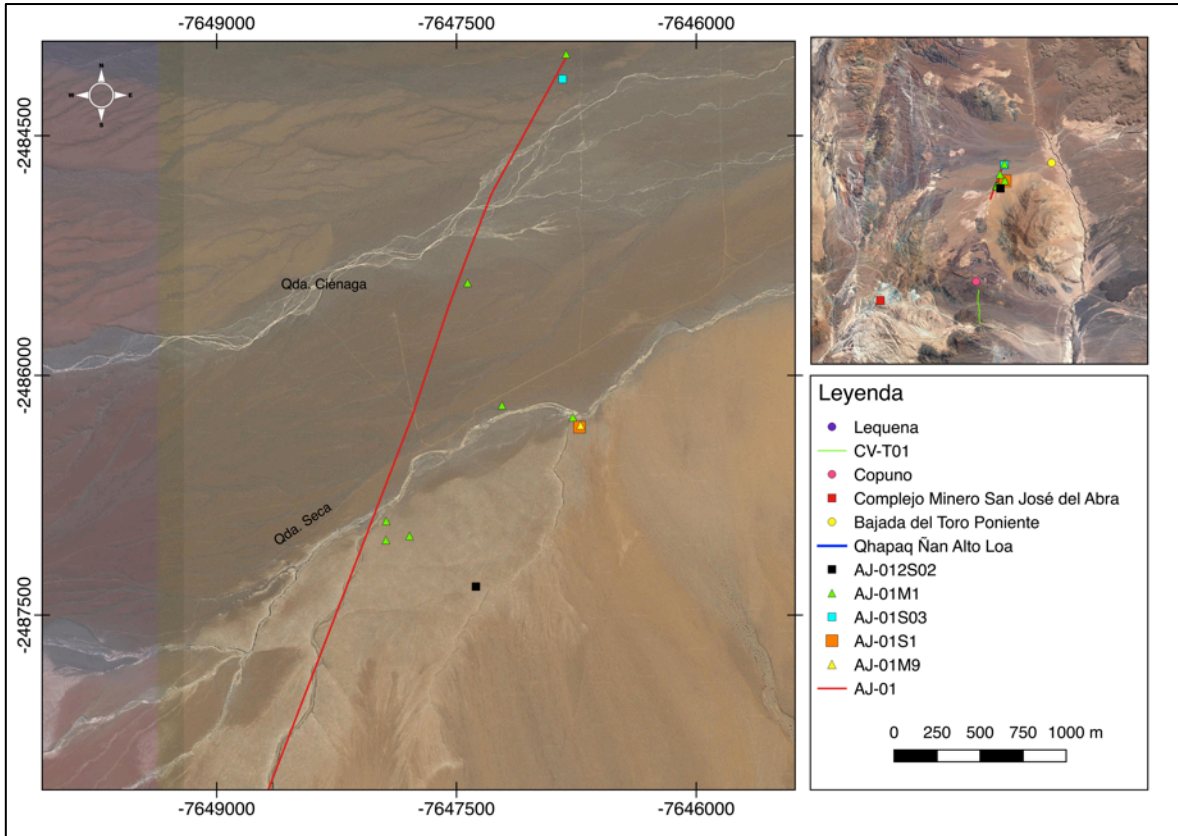 -7649000 -7647500 -7646000
N
W E
S
-2484500
Qda. Ciénaga
-2486000
Qda. Seca
-2487500
-7649000 -7647500 -7646000
Leyenda
Lequena
CV-T01
Copuno
Complejo Minero San José del Abra
Bajada del Toro Poniente
Qhapaq Ñan Alto Loa
AJ-012S02
AJ-01M1
AJ-01S03
AJ-01S1
AJ-01M9
AJ-01
0 250 500 750 1000 m